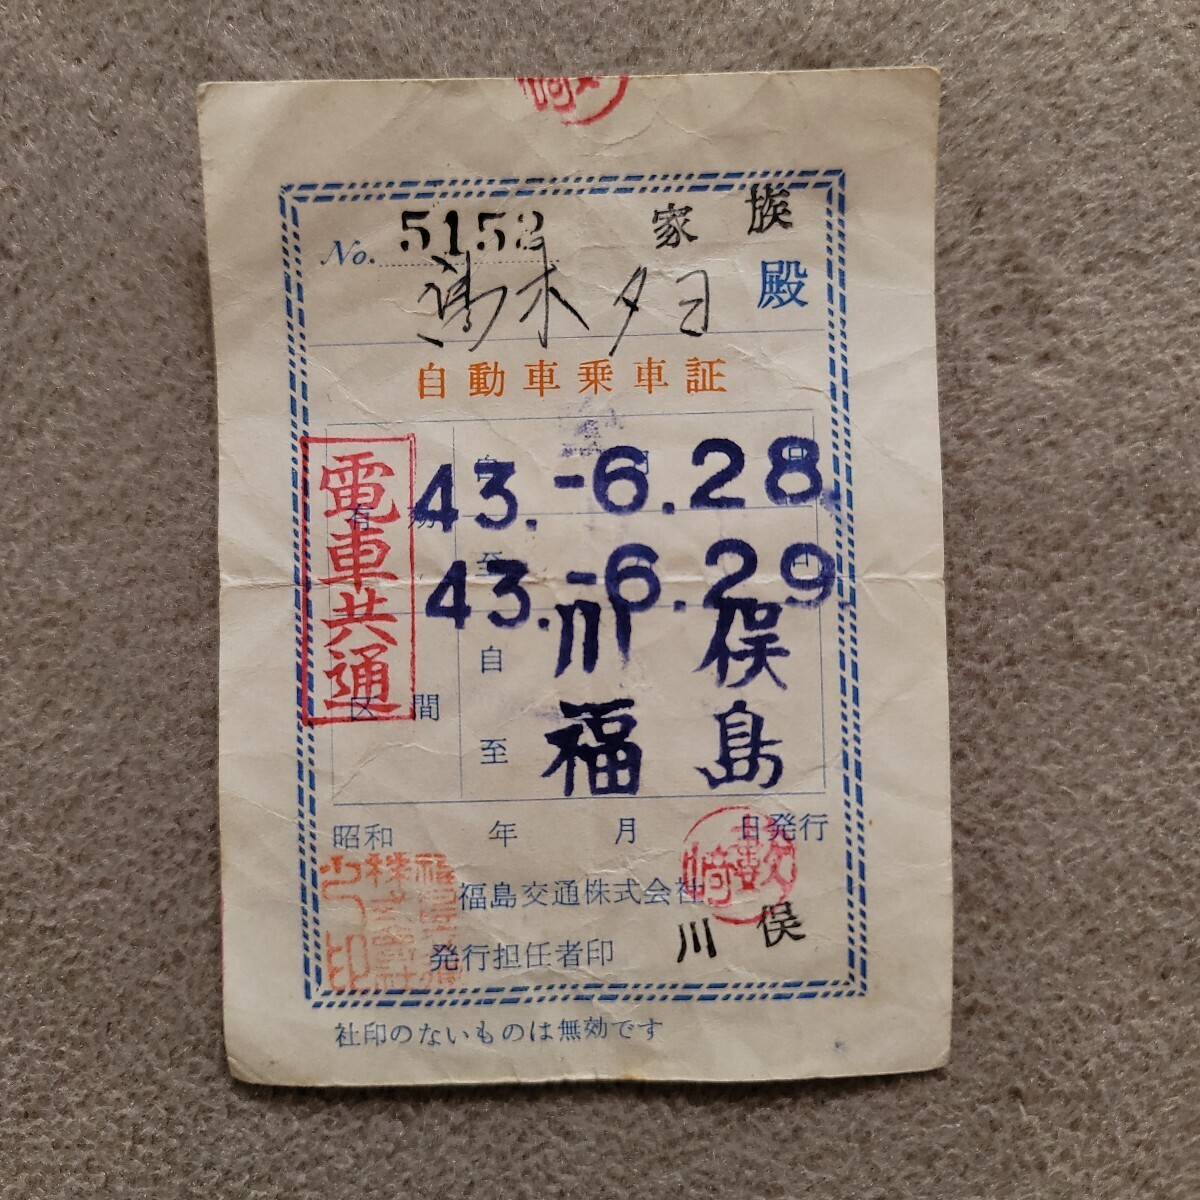 No. 5152 家族
木タヨ 殿
自動車乗車証
電車共通
有効
自 43.-6.28
至 43.-6.29
区間
自 川俣
至 福島
昭和 年 月 日発行
福島交通株式会社
発行担任者印 川俣
社印のないものは無効です